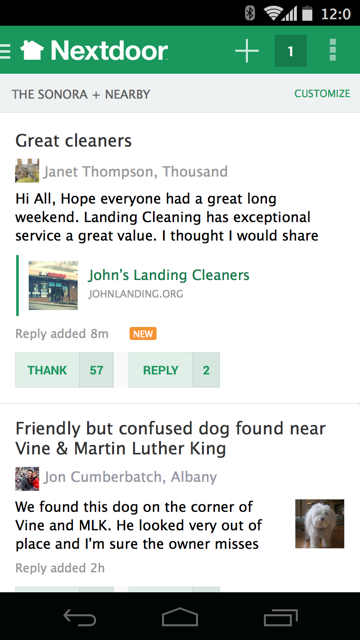 12:0
Nextdoor
1
THE SONORA + NEARBY
CUSTOMIZE
Great cleaners
Janet Thompson, Thousand
Hi All, Hope everyone had a great long
weekend. Landing Cleaning has exceptional
service a great value. I thought I would share
John's Landing Cleaners
JOHNLANDING.ORG
Reply added 8m NEW
THANK 57 REPLY 2
Friendly but confused dog found near
Vine & Martin Luther King
Jon Cumberbatch, Albany
We found this dog on the corner of
Vine and MLK. He looked very out of
place and I'm sure the owner misses
Reply added 2h